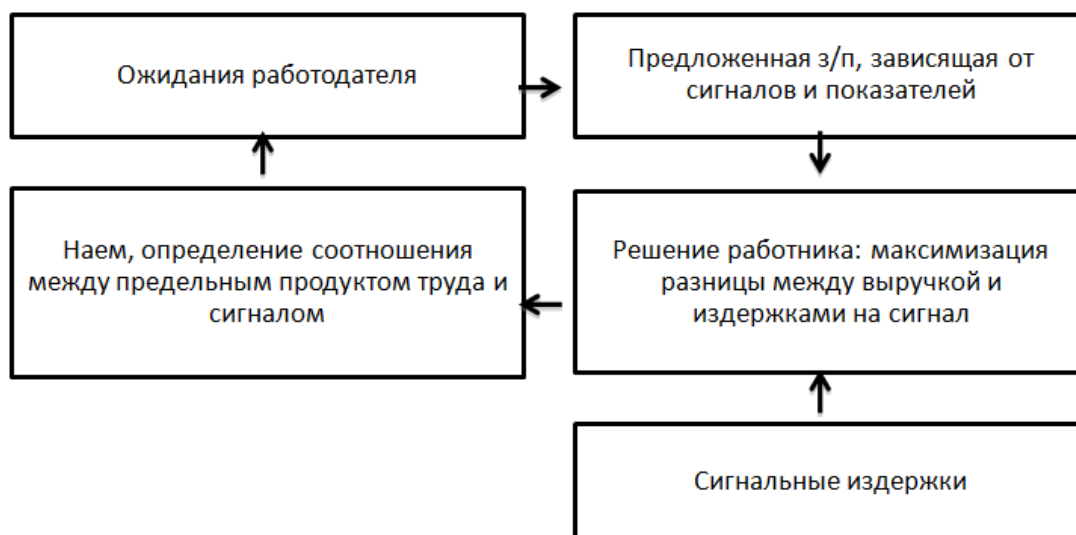 Ожидания работодателя
Предложенная з/п, зависящая от
сигналов и показателей
Наем, определение соотношения
между предельным продуктом труда и
сигналом
Решение работника: максимизация
разницы между выручкой и
издержками на сигнал
Сигнальные издержки